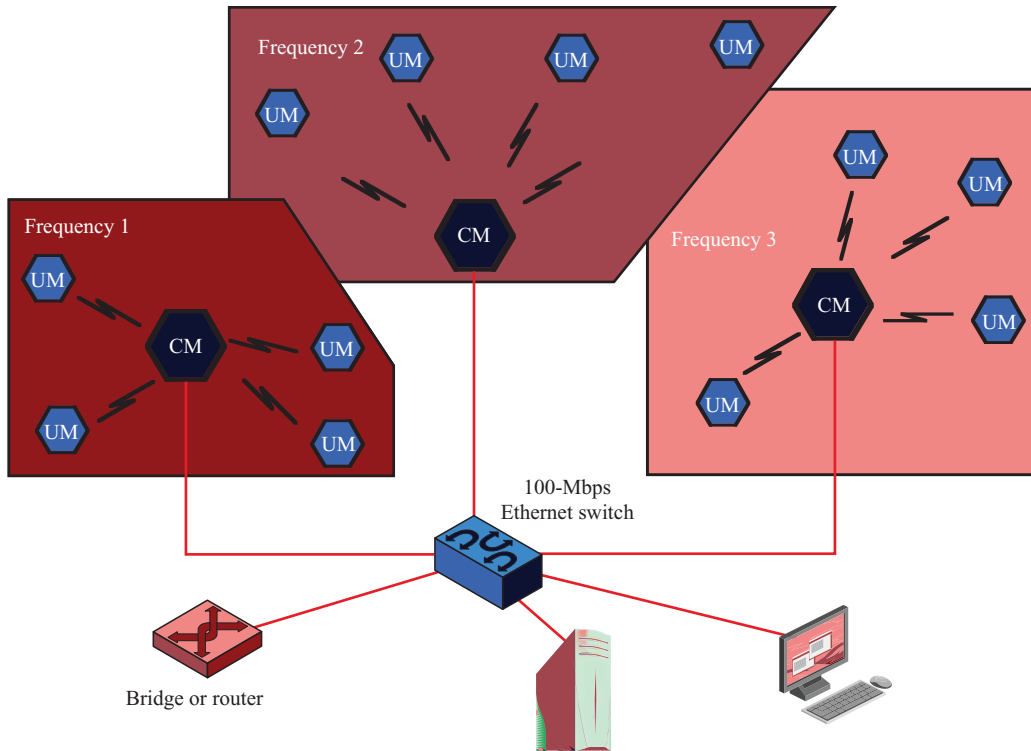 Frequency 2
UM
UM
UM
UM
CM
Frequency 1
UM
CM
UM
UM
UM
Frequency 3
UM
UM
CM
UM
UM
100-Mbps
Ethernet switch
Bridge or router